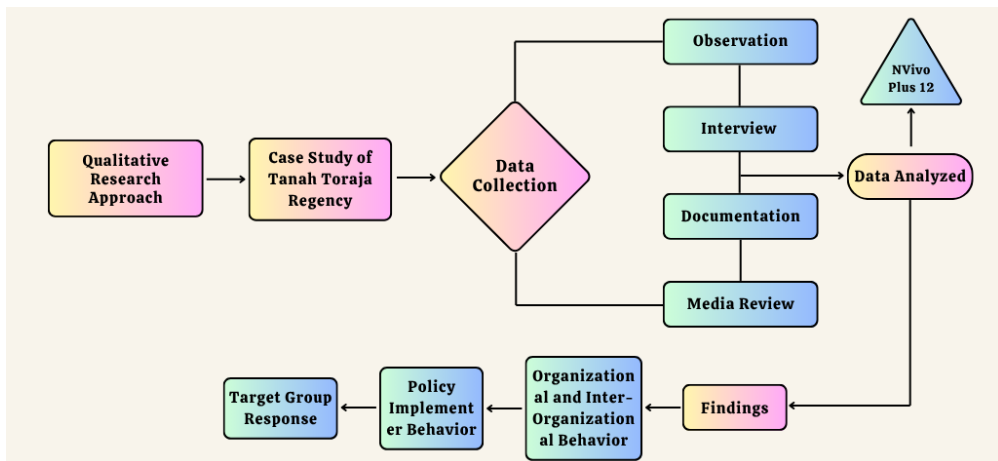 Qualitative
Research
Approach
Case Study of
Tanah Toraja
Regency
Data
Collection
Observation
Interview
Documentation
Media Review
NVivo
Plus 12
Data Analyzed
Findings
Organization
al and Inter-
Organization
al Behavior
Policy
Implement
er Behavior
Target Group
Response